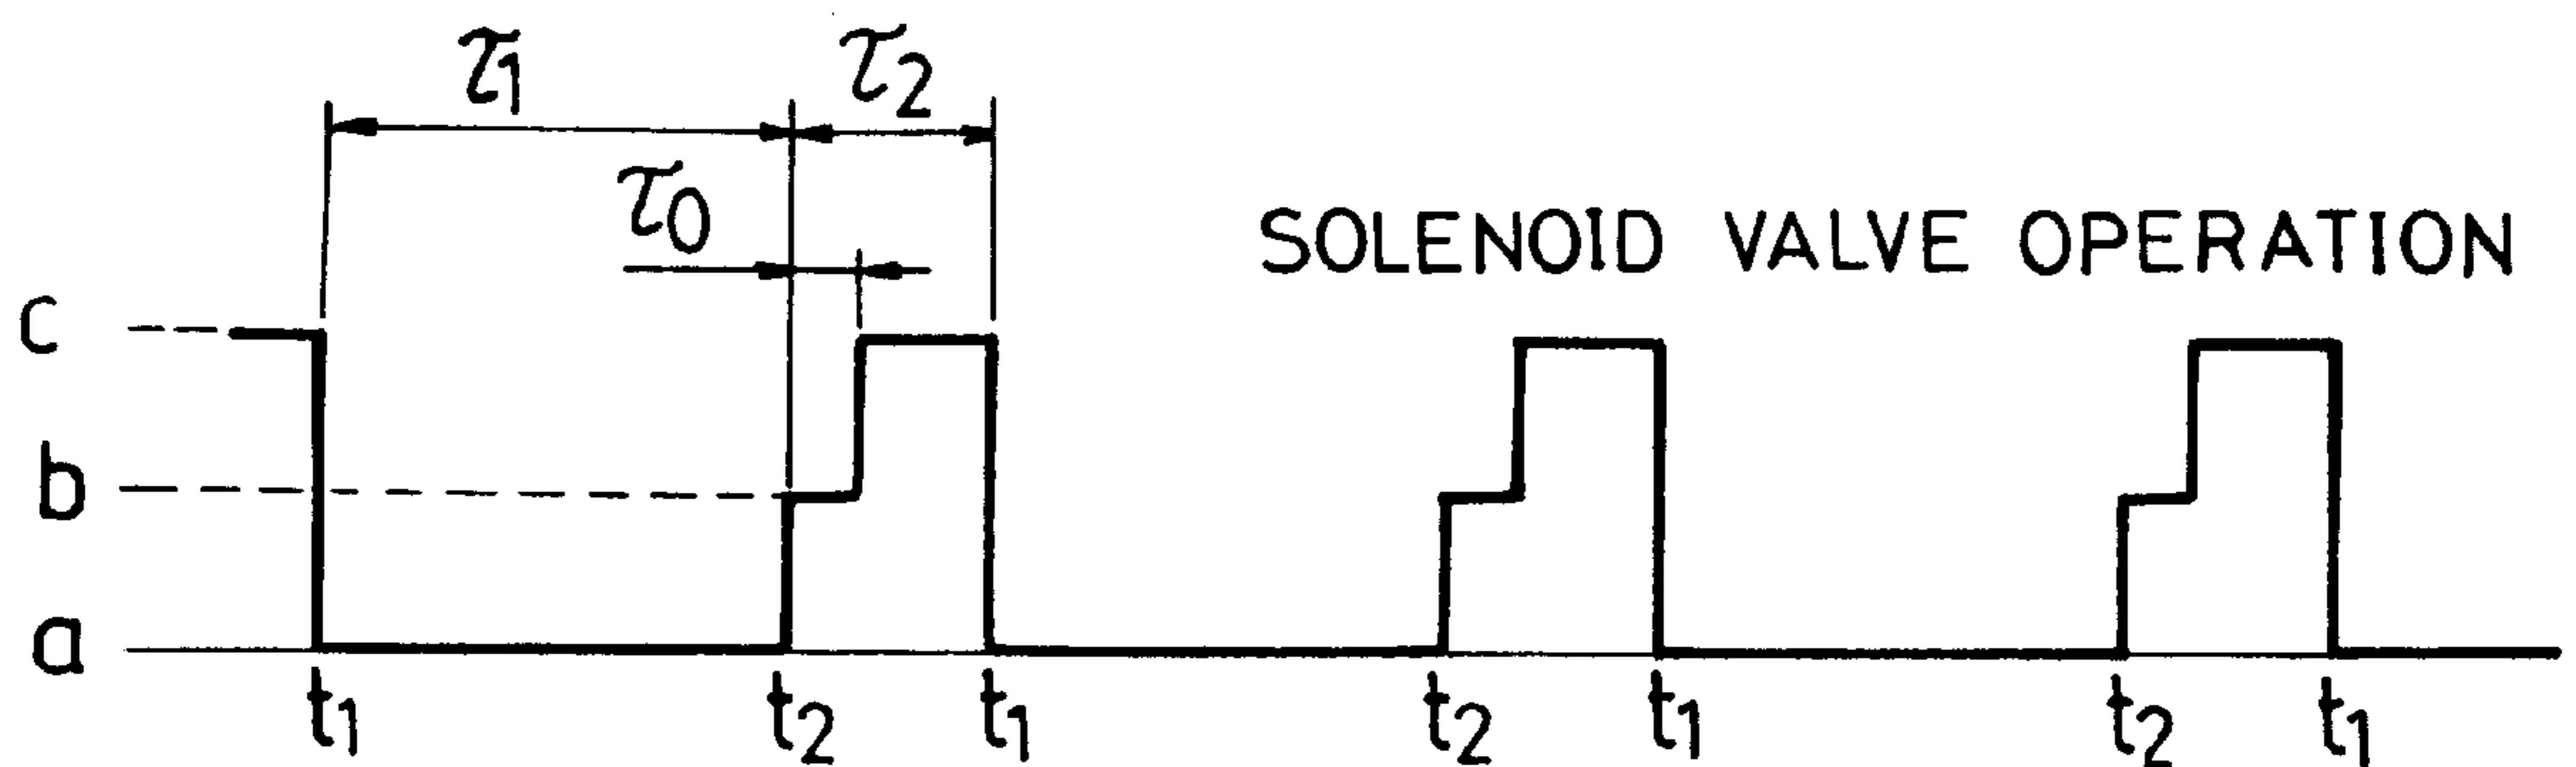 τ1 τ2
τ0
SOLENOID VALVE OPERATION
c
b
a
t1 t2 t1 t2 t1 t2 t1